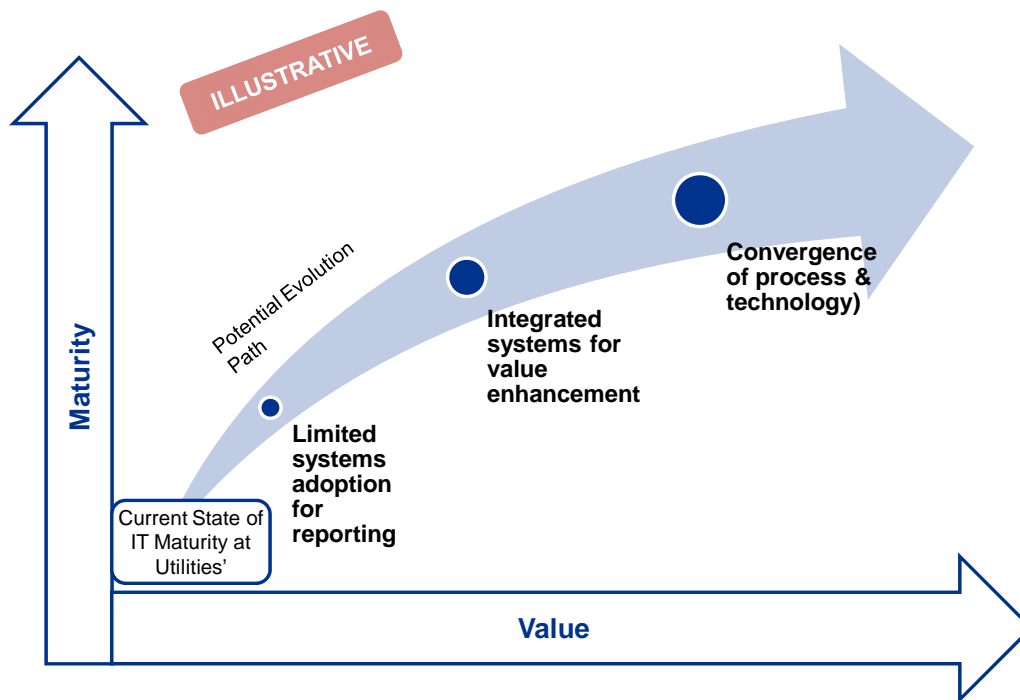 ILLUSTRATIVE
Potential Evolution
Path
Convergence
of process &
technology)
Integrated
systems for
value
enhancement
Limited
systems
adoption
for
reporting
Maturity
Current State of
IT Maturity at
Utilities’
Value